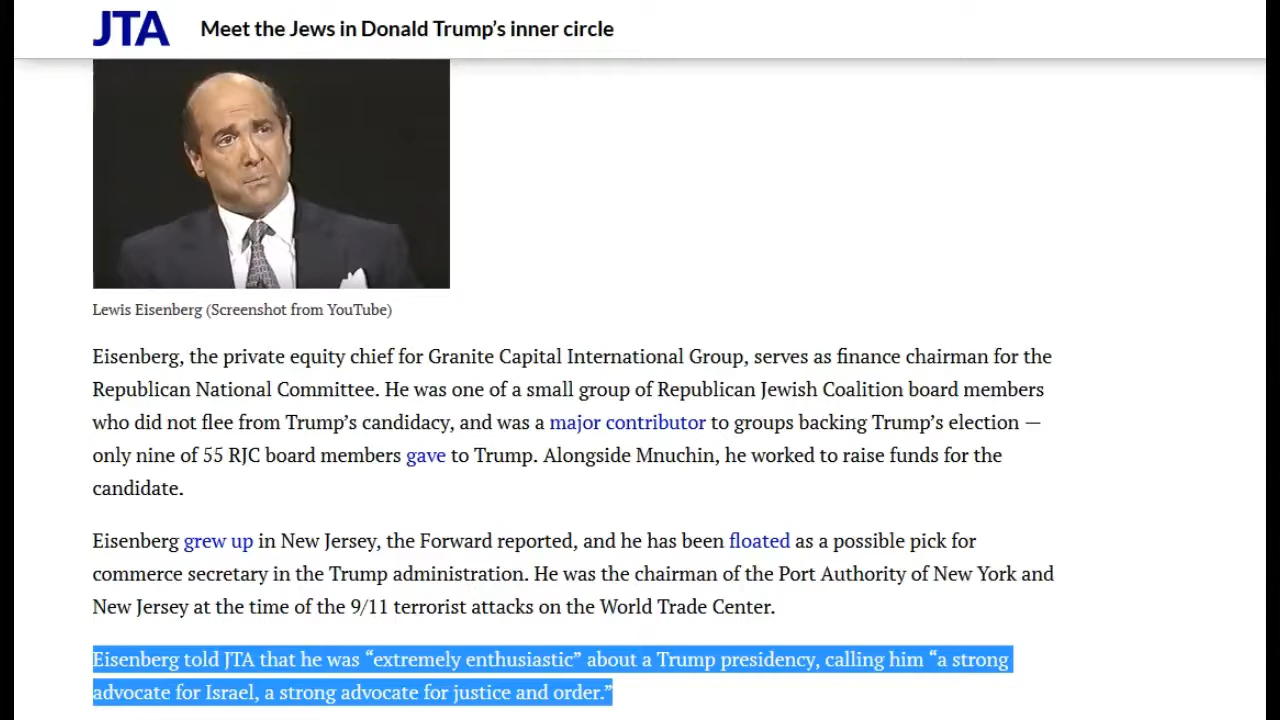 JTA Meet the Jews in Donald Trump’s inner circle
Lewis Eisenberg (Screenshot from YouTube)
Eisenberg, the private equity chief for Granite Capital International Group, serves as finance chairman for the
Republican National Committee. He was one of a small group of Republican Jewish Coalition board members
who did not flee from Trump’s candidacy, and was a major contributor to groups backing Trump’s election —
only nine of 55 RJC board members gave to Trump. Alongside Mnuchin, he worked to raise funds for the
candidate.
Eisenberg grew up in New Jersey, the Forward reported, and he has been floated as a possible pick for
commerce secretary in the Trump administration. He was the chairman of the Port Authority of New York and
New Jersey at the time of the 9/11 terrorist attacks on the World Trade Center.
Eisenberg told JTA that he was “extremely enthusiastic” about a Trump presidency, calling him “a strong
advocate for Israel, a strong advocate for justice and order.”